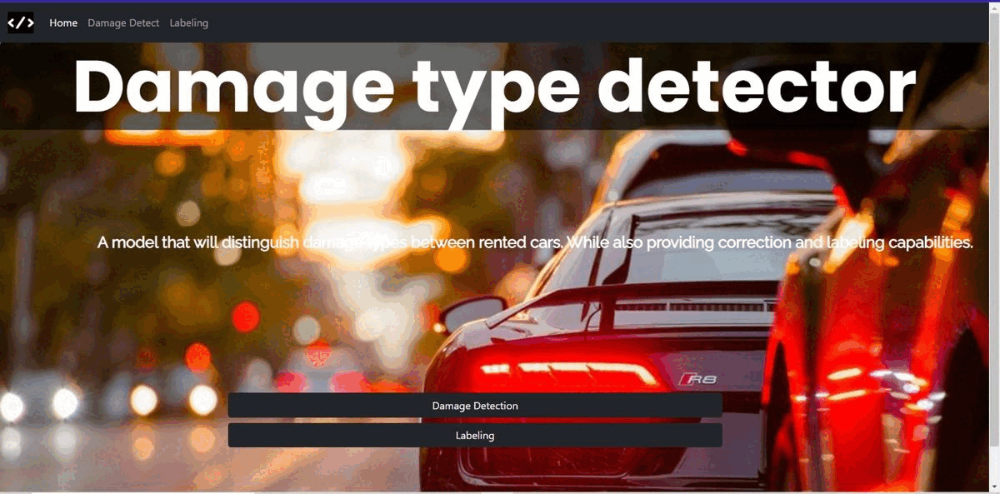 </> Home Damage Detect Labeling
Damage type detector
A model that will distinguish damage types between rented cars. While also providing correction and labeling capabilities.
R8
Damage Detection
Labeling